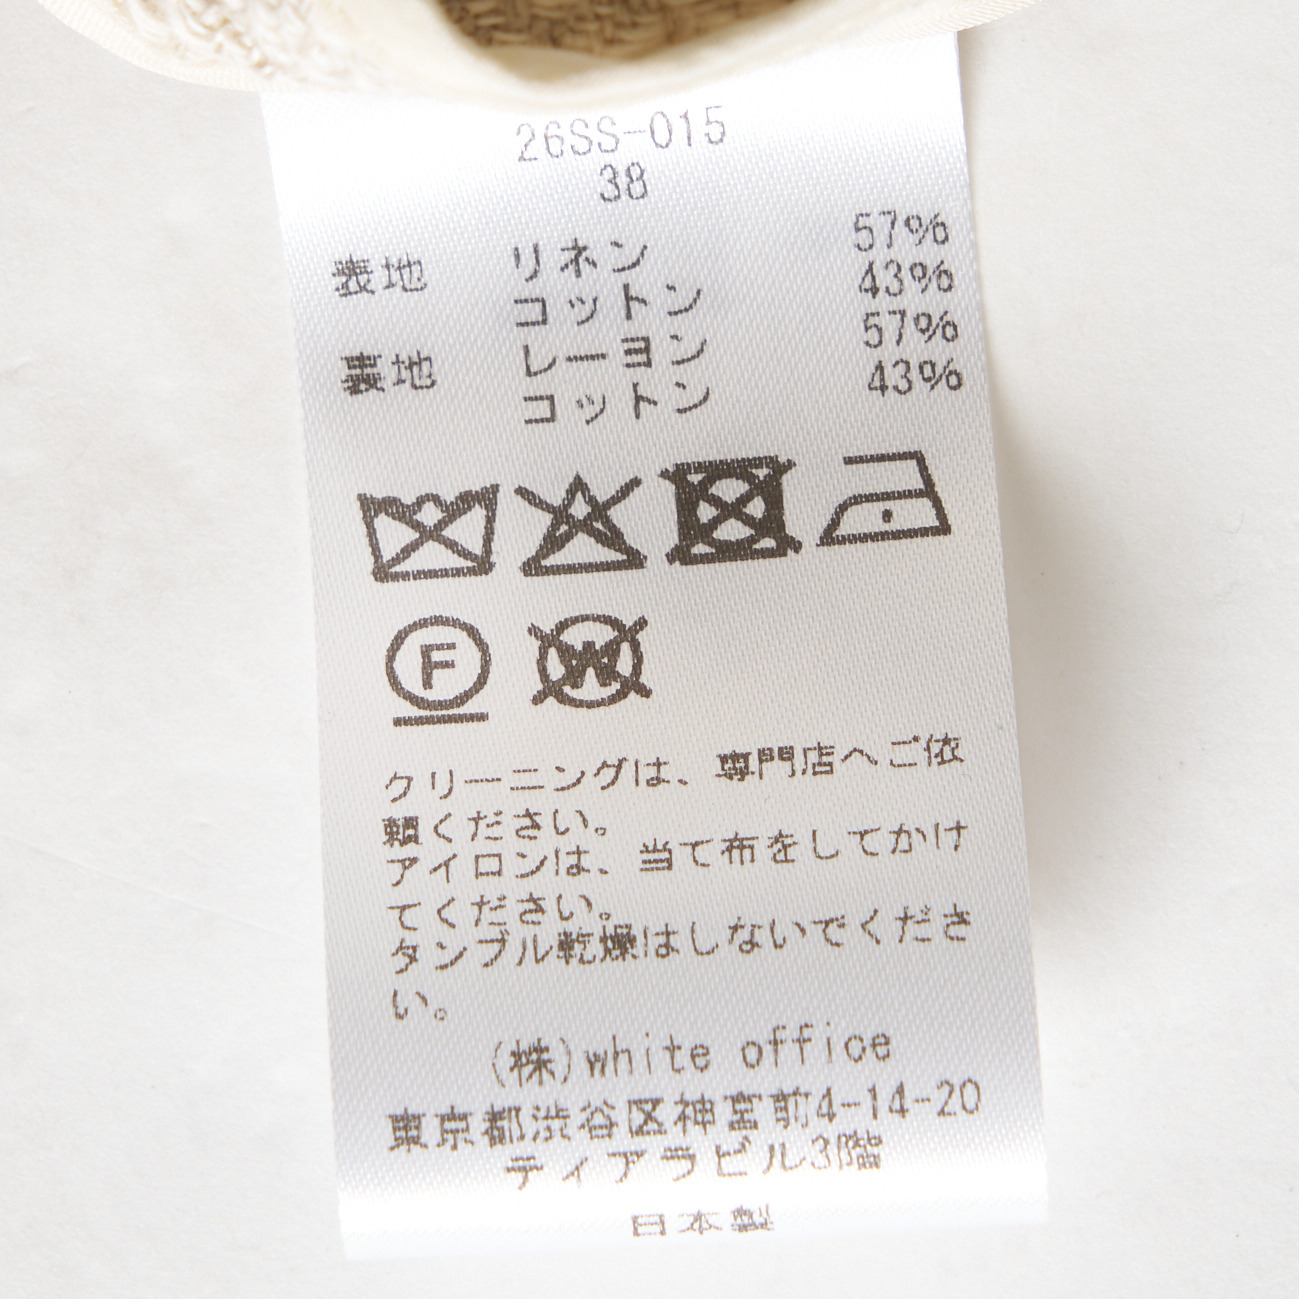 26SS-015
38
表地 リネン 57%
コットン 43%
裏地 レーヨン 57%
コットン 43%
F W
クリーニングは、専門店へご依
頼ください。
アイロンは、当て布をしてかけ
てください。
タンブル乾燥はしないでくださ
い。
(株)white office
東京都渋谷区神宮前4-14-20
ティアラビル3階
日本製